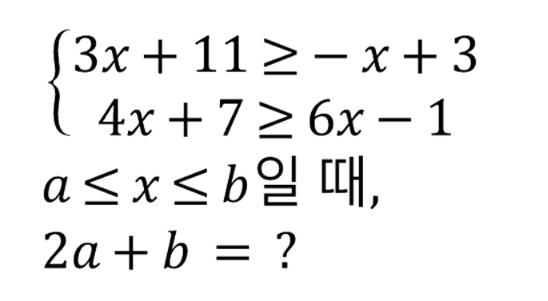 3x + 11 ≥ − x + 3
4x + 7 ≥ 6x − 1
a ≤ x ≤ b일 때,
2a + b = ?